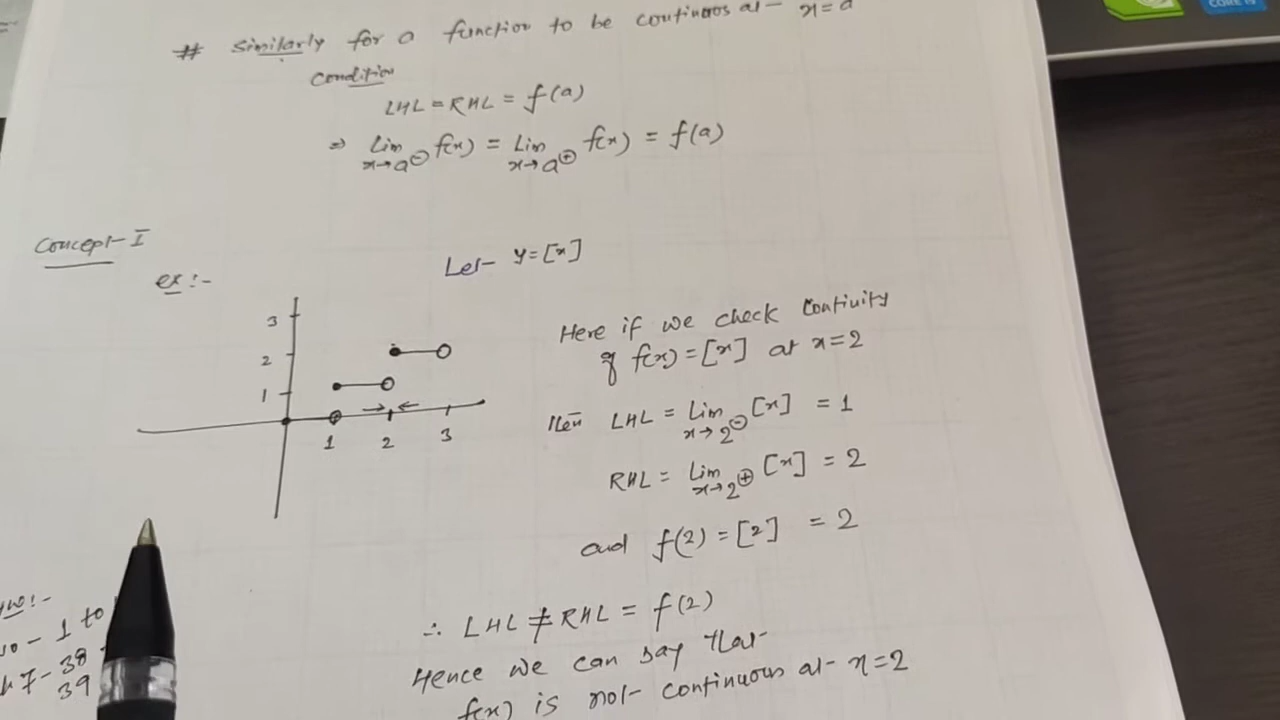 # Similarly for a function to be continuos at x = a
Condition
LHL = RHL = f(a)
⇒ Lim x→a⊖ f(x) = Lim x→a⊕ f(x) = f(a)
Concept-I
ex:-
Let y = [x]
3
2
1
1 2 3
Here if we check Contiuity
of f(x) = [x] at x = 2
then LHL = Lim x→2⊖ [x] = 1
RHL = Lim x→2⊕ [x] = 2
and f(2) = [2] = 2
∴ LHL ≠ RHL = f(2)
Hence we can say that
f(x) is not continuous at x = 2
- 1 to
7 - 38
39